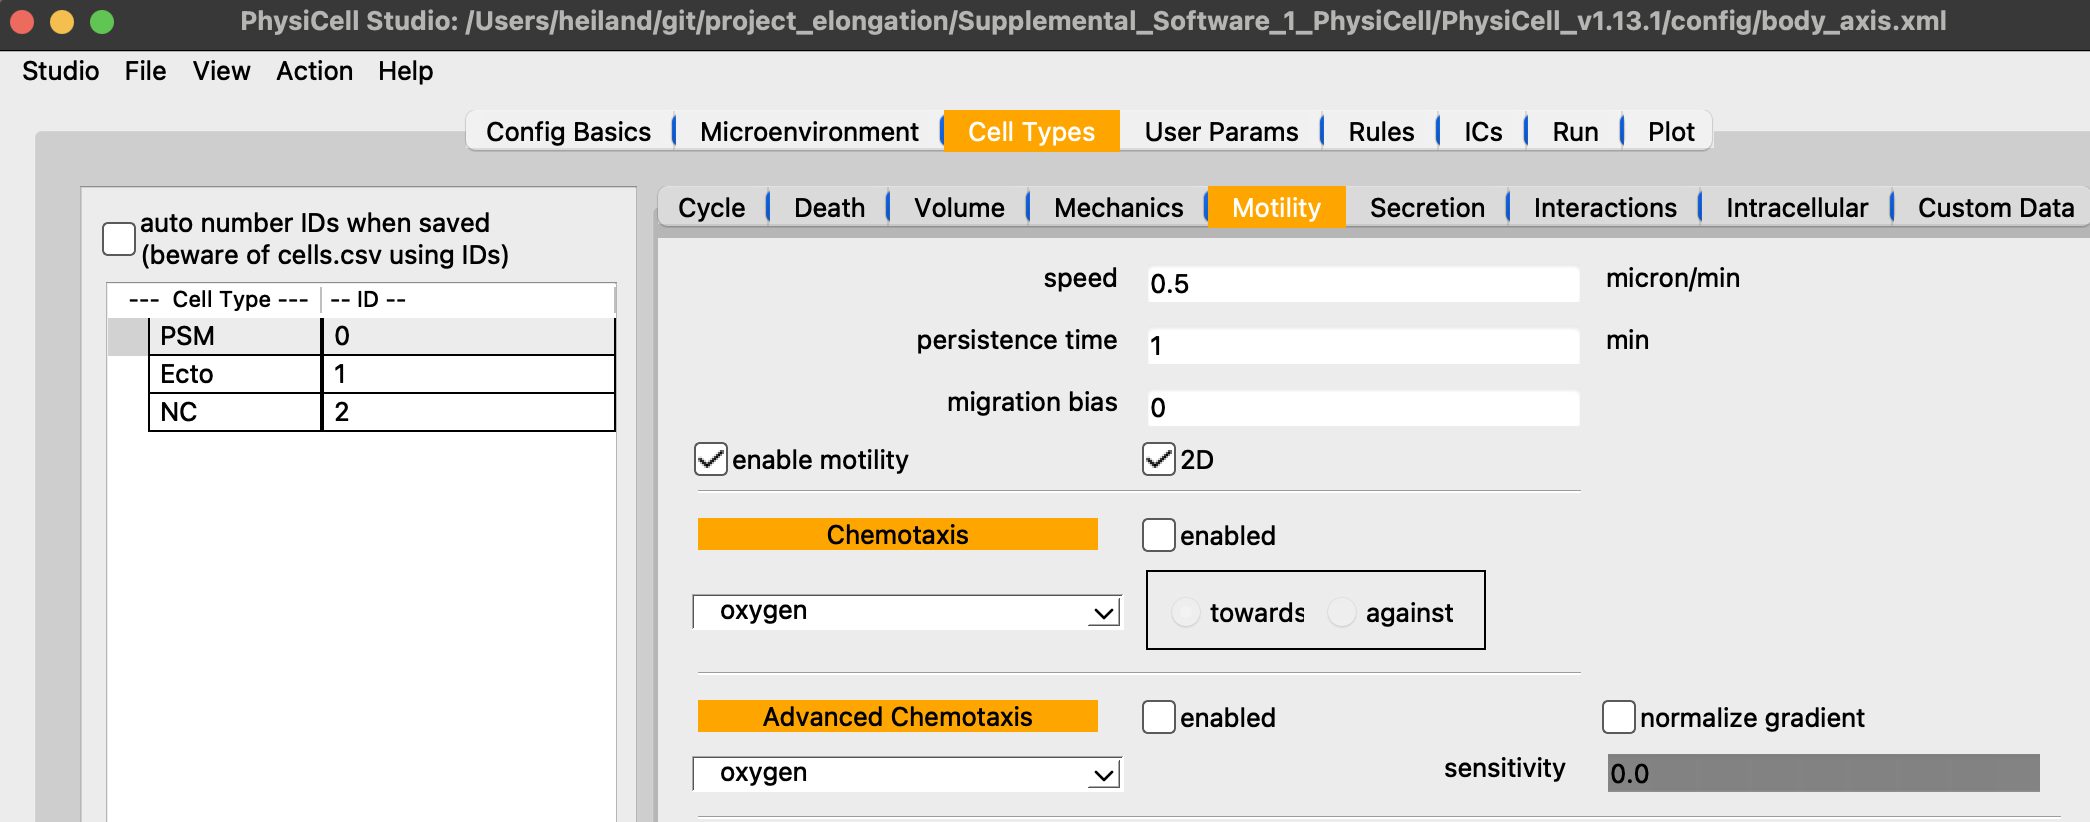 PhysiCell Studio: /Users/heiland/git/project_elongation/Supplemental_Software_1_PhysiCell/PhysiCell_v1.13.1/config/body_axis.xml
Studio File View Action Help
Config Basics Microenvironment Cell Types User Params Rules ICs Run Plot
auto number IDs when saved
(beware of cells.csv using IDs)
--- Cell Type --- -- ID --
PSM 0
Ecto 1
NC 2
Cycle Death Volume Mechanics Motility Secretion Interactions Intracellular Custom Data
speed 0.5 micron/min
persistence time 1 min
migration bias 0
enable motility 2D
Chemotaxis enabled
oxygen towards against
Advanced Chemotaxis enabled normalize gradient
oxygen sensitivity 0.0